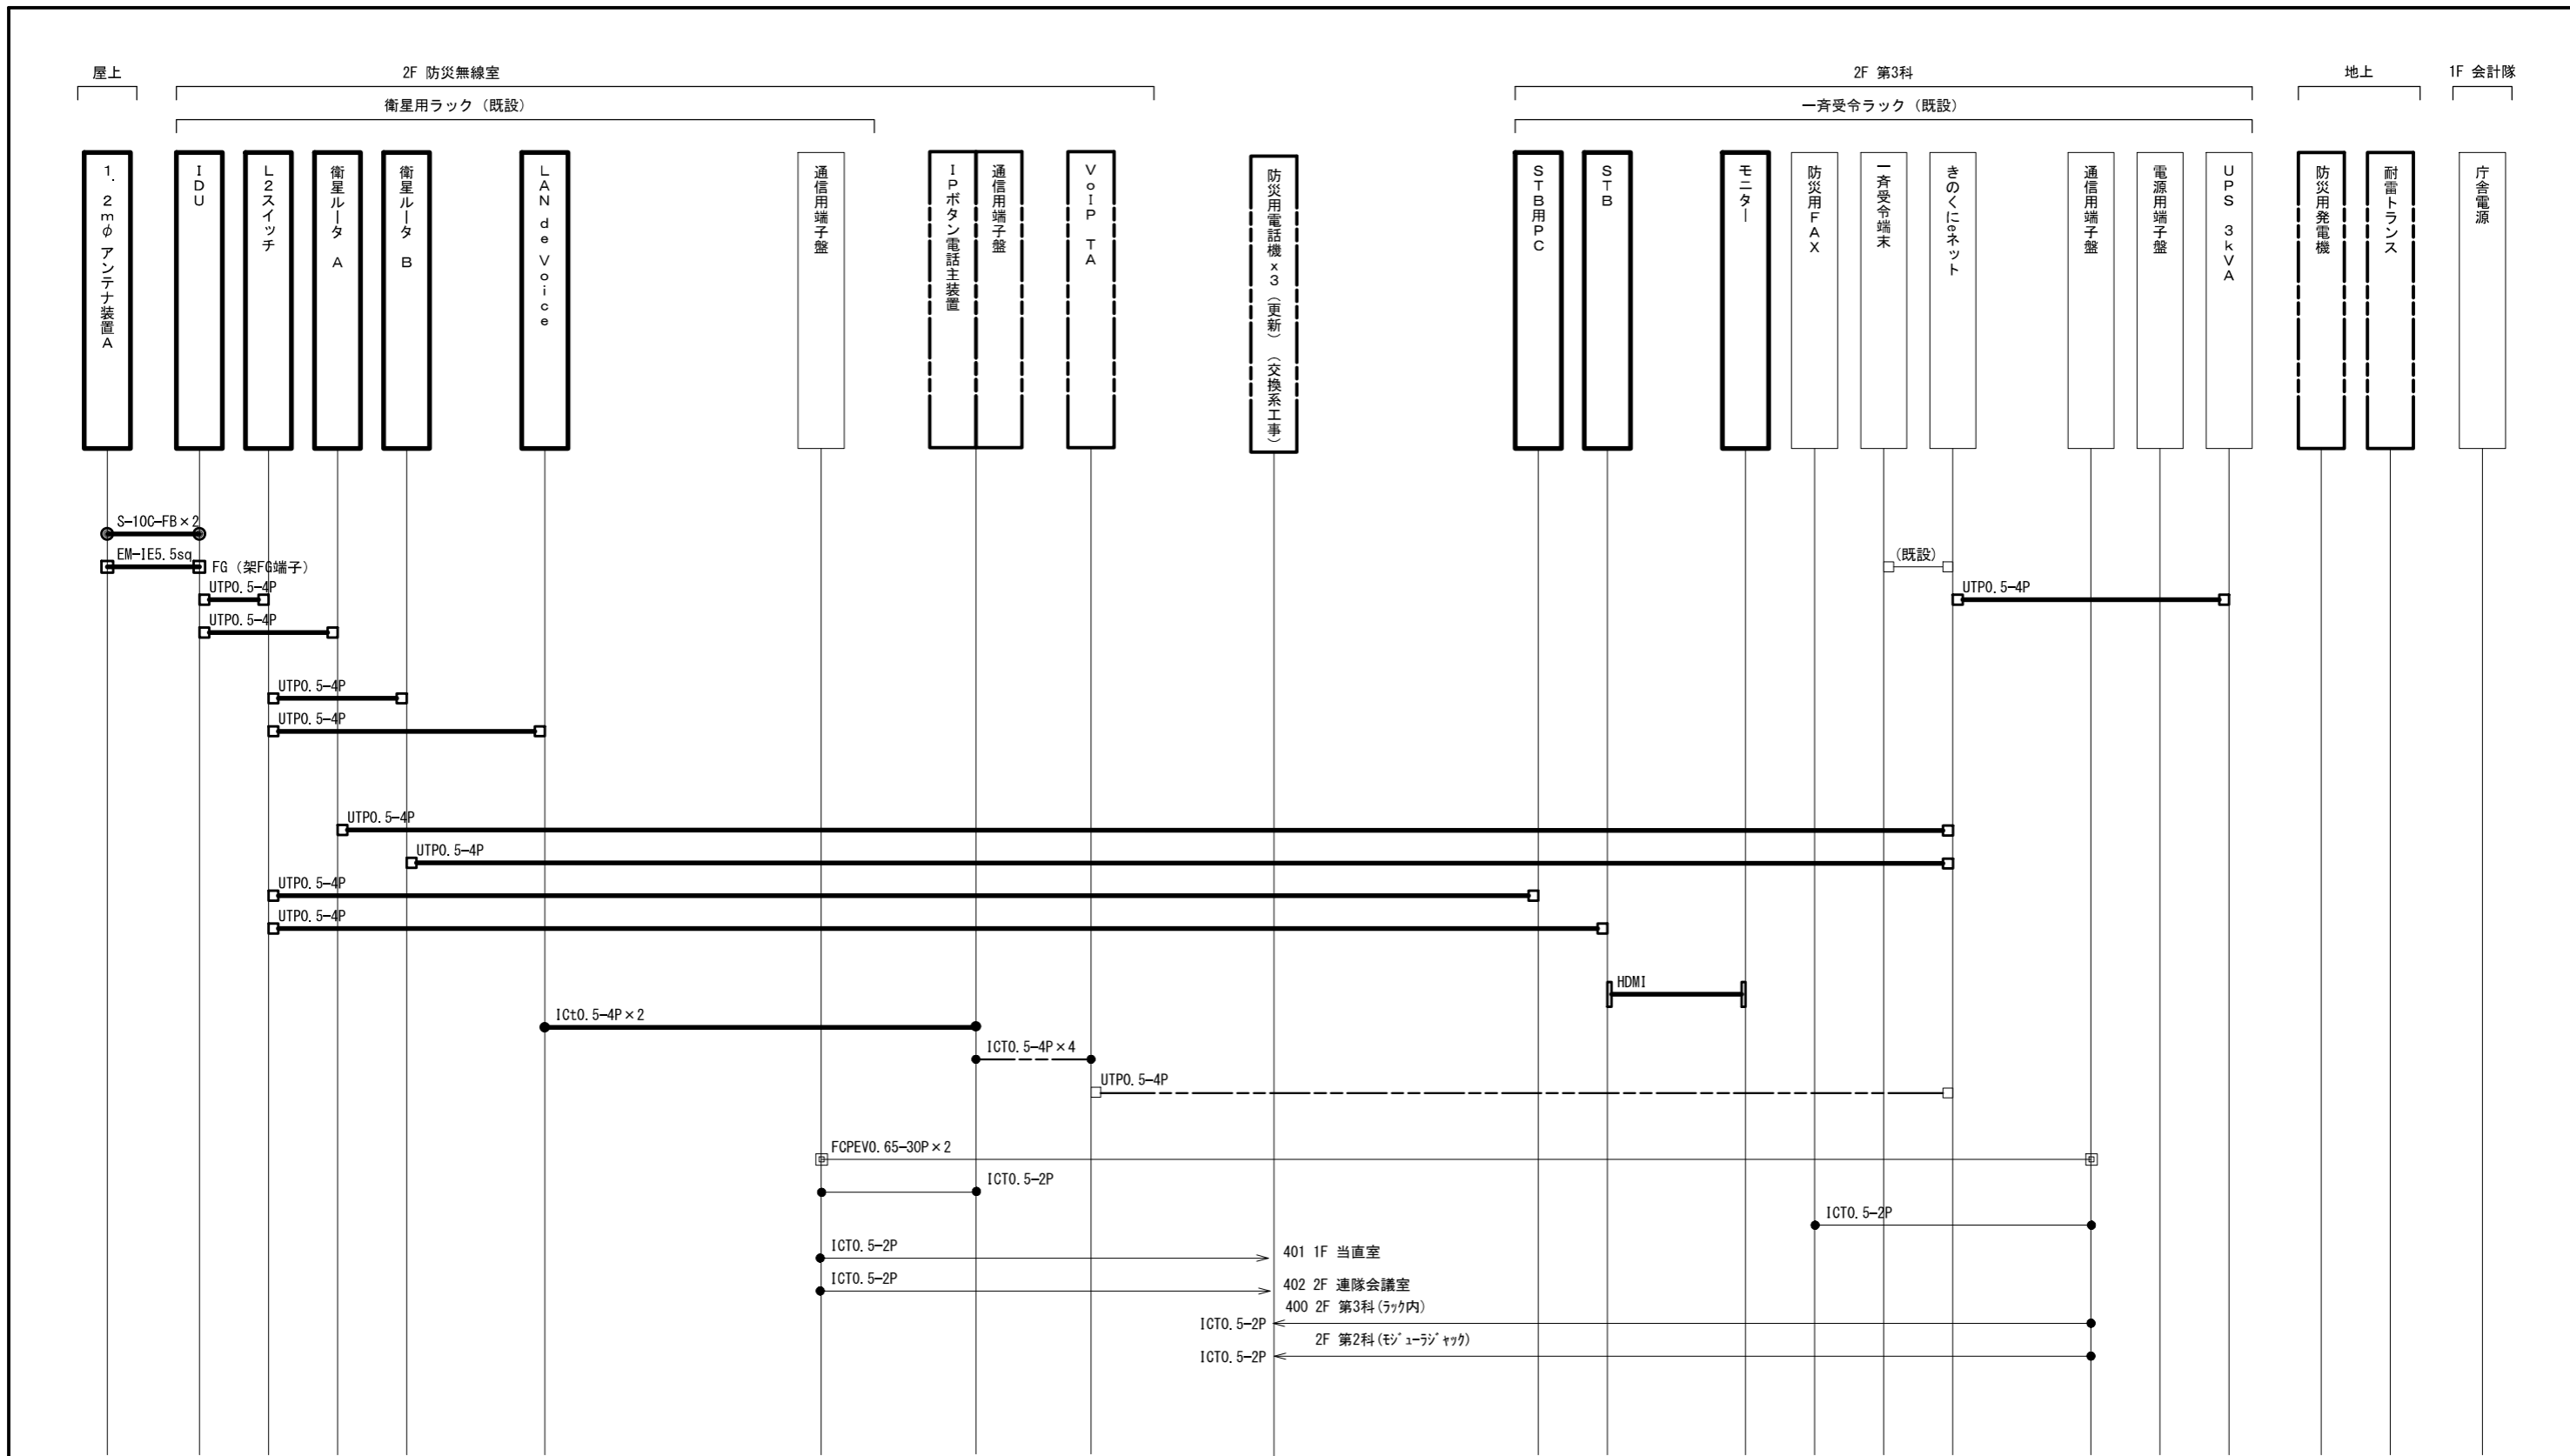 屋上
2F 防災無線室
2F 第3科
地上
1F 会計隊
衛星用ラック（既設）
一斉受令ラック（既設）
1．2mφ アンテナ装置A
IDU
L2スイッチ
衛星ルータ A
衛星ルータ B
LAN de Voice
通信用端子盤
IPボタン電話主装置
通信用端子盤
VoIP TA
防災用電話機x3（更新）（交換系工事）
STB用PC
STB
モニター
防災用FAX
一斉受令端末
きのくにeネット
通信用端子盤
電源用端子盤
UPS 3kVA
防災用発電機
耐雷トランス
庁舎電源
S-10C-FB×2
EM-IE5.5sq
FG（架FG端子）
(既設)
UTP0.5-4P
UTP0.5-4P
UTP0.5-4P
UTP0.5-4P
UTP0.5-4P
UTP0.5-4P
UTP0.5-4P
UTP0.5-4P
UTP0.5-4P
HDMI
ICt0.5-4P×2
ICT0.5-4P×4
UTP0.5-4P
FCPEV0.65-30P×2
ICT0.5-2P
ICT0.5-2P
ICT0.5-2P
401 1F 当直室
ICT0.5-2P
402 2F 連隊会議室
400 2F 第3科(ﾗｯｸ内)
ICT0.5-2P
2F 第2科(ﾓｼﾞｭｰﾗｼﾞｬｯｸ)
ICT0.5-2P